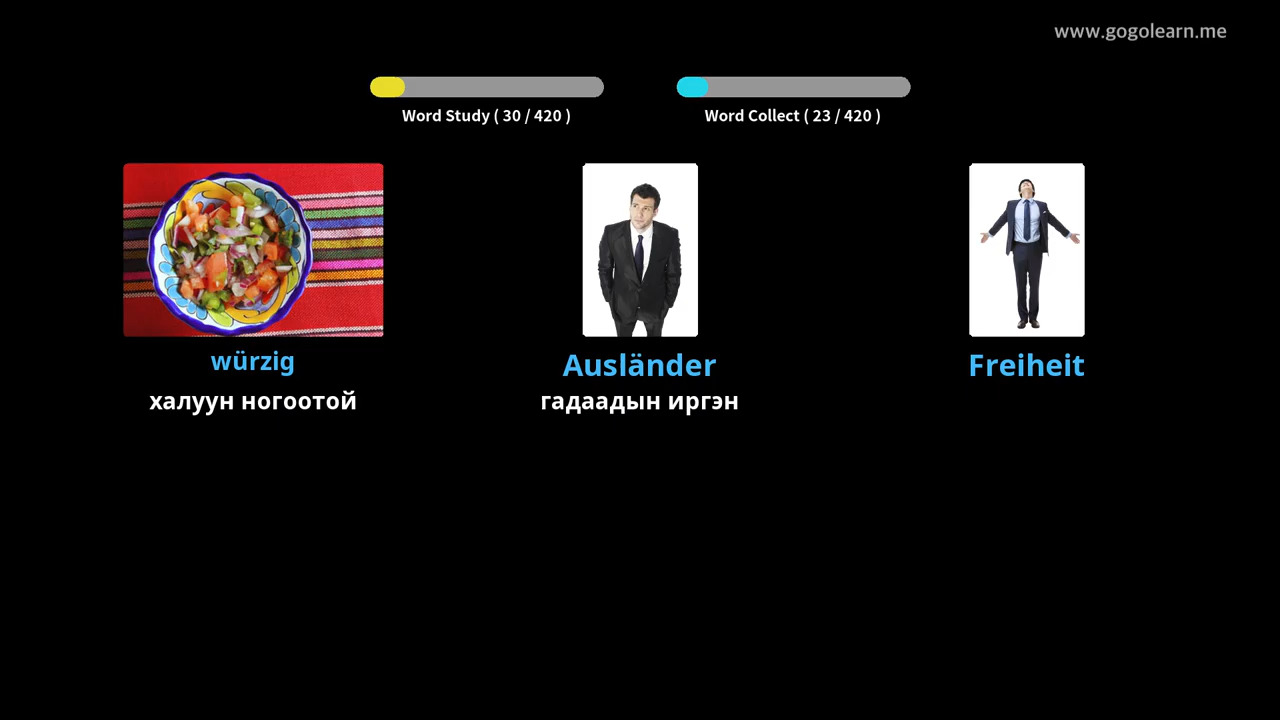 www.gogolearn.me
Word Study ( 30 / 420 )
Word Collect ( 23 / 420 )
würzig
Ausländer
Freiheit
халуун ногоотой
гадаадын иргэн